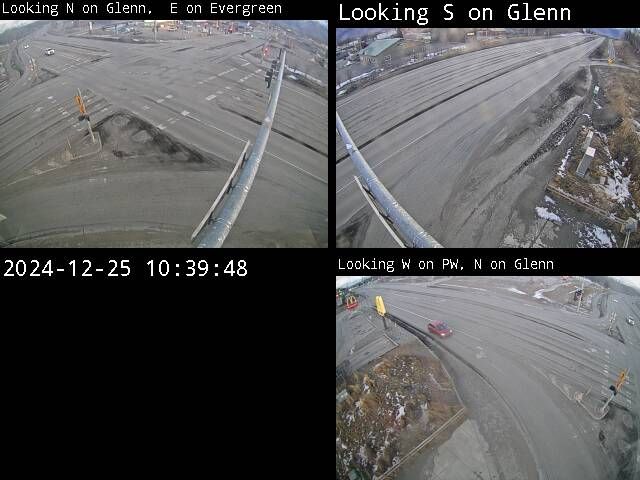 Looking N on Glenn,  E on Evergreen
Looking S on Glenn
2024-12-25 10:39:48
Looking W on PW, N on Glenn